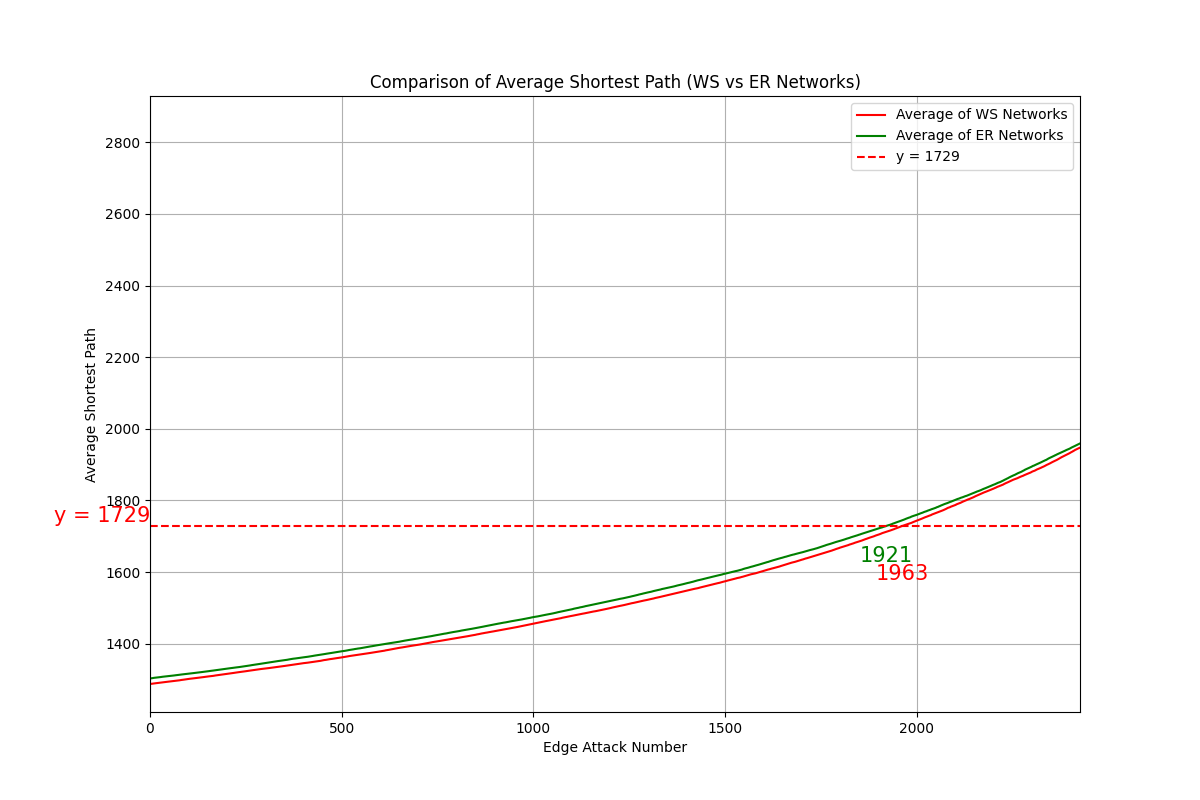 Comparison of Average Shortest Path (WS vs ER Networks)
Average of WS Networks
Average of ER Networks
y = 1729
2800
2600
2400
2200
2000
1800
1600
1400
Average Shortest Path
y = 1729
1921
1963
0 500 1000 1500 2000
Edge Attack Number